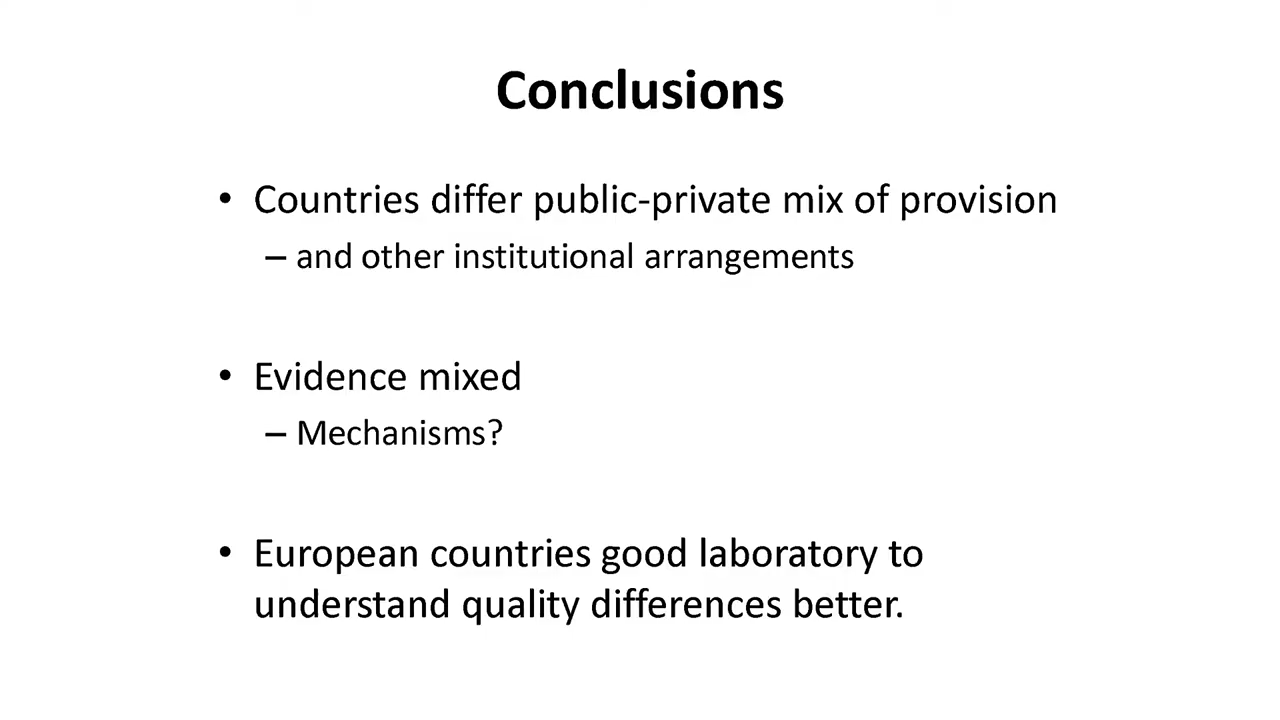 Conclusions
• Countries differ public-private mix of provision
– and other institutional arrangements
• Evidence mixed
– Mechanisms?
• European countries good laboratory to
understand quality differences better.